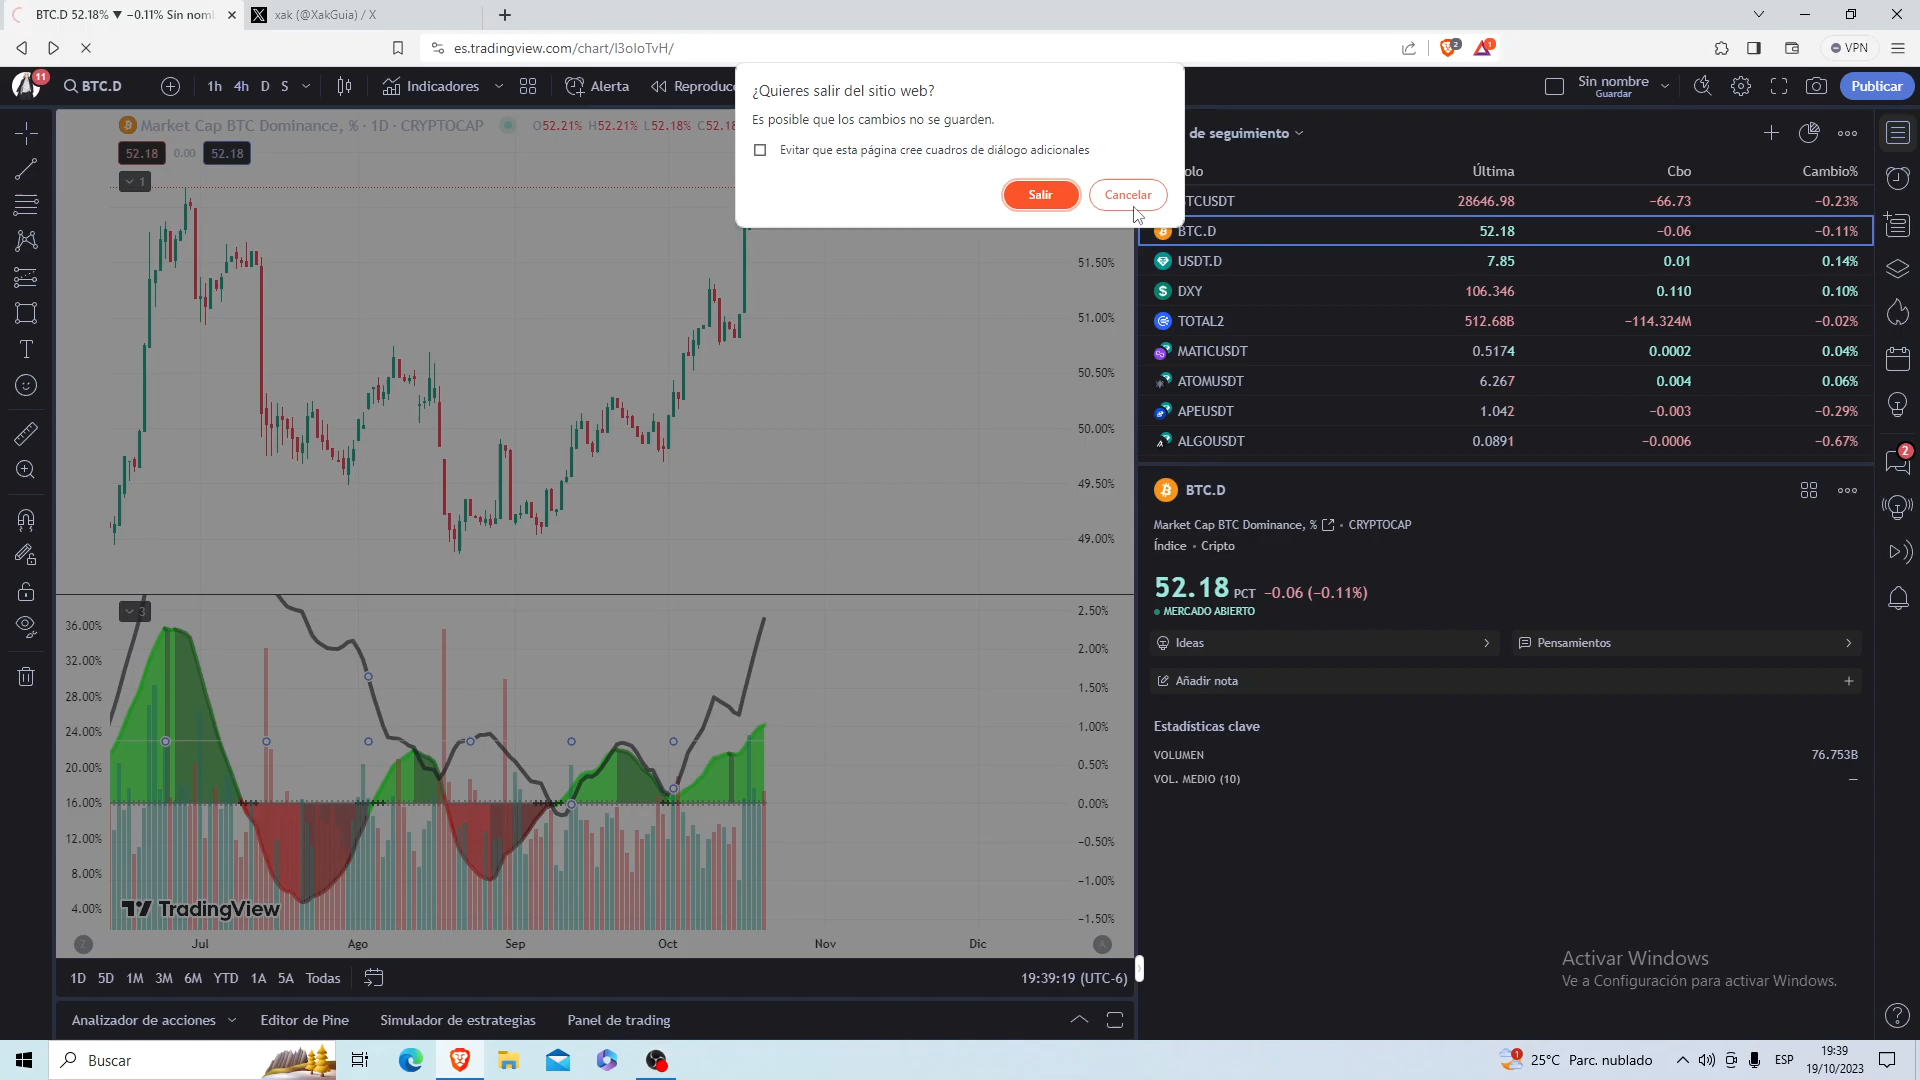 BTC.D 52.18% ▼ −0.11% Sin nom
xak (@XakGuia) / X
es.tradingview.com/chart/I3oIoTvH/
VPN
11
BTC.D
1h 4h D S
Indicadores
Alerta
Reproduc
Sin nombre
Guardar
Publicar
¿Quieres salir del sitio web?
Es posible que los cambios no se guarden.
Evitar que esta página cree cuadros de diálogo adicionales
Salir
Cancelar
Market Cap BTC Dominance, % · 1D · CRYPTOCAP
O52.21% H52.21% L52.18% C52.18
52.18 0.00 52.18
1
51.50%
51.00%
50.50%
50.00%
49.50%
49.00%
3
36.00%
32.00%
28.00%
24.00%
20.00%
16.00%
12.00%
8.00%
4.00%
2.50%
2.00%
1.50%
1.00%
0.50%
0.00%
−0.50%
−1.00%
−1.50%
TradingView
Jul Ago Sep Oct Nov Dic
1D 5D 1M 3M 6M YTD 1A 5A Todas
19:39:19 (UTC-6)
Analizador de acciones
Editor de Pine
Simulador de estrategias
Panel de trading
de seguimiento
olo Última Cbo Cambio%
TCUSDT 28646.98 −66.73 −0.23%
BTC.D 52.18 −0.06 −0.11%
USDT.D 7.85 0.01 0.14%
DXY 106.346 0.110 0.10%
TOTAL2 512.68B −114.324M −0.02%
MATICUSDT 0.5174 0.0002 0.04%
ATOMUSDT 6.267 0.004 0.06%
APEUSDT 1.042 −0.003 −0.29%
ALGOUSDT 0.0891 −0.0006 −0.67%
BTC.D
Market Cap BTC Dominance, % · CRYPTOCAP
Índice · Cripto
52.18 PCT −0.06 (−0.11%)
MERCADO ABIERTO
Ideas
Pensamientos
Añadir nota
Estadísticas clave
VOLUMEN 76.753B
VOL. MEDIO (10) —
2
Activar Windows
Ve a Configuración para activar Windows.
Buscar
25°C Parc. nublado
ESP
19:39
19/10/2023